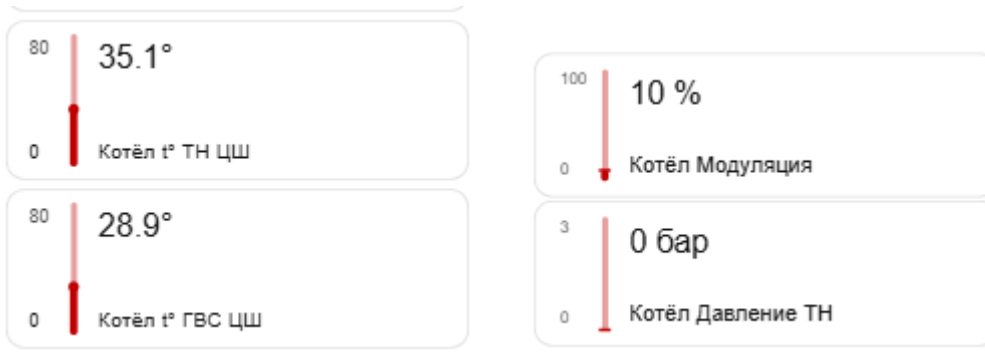 80
35.1°
0
Котёл t° ТН ЦШ
80
28.9°
0
Котёл t° ГВС ЦШ
100
10 %
0
Котёл Модуляция
3
0 бар
0
Котёл Давление ТН